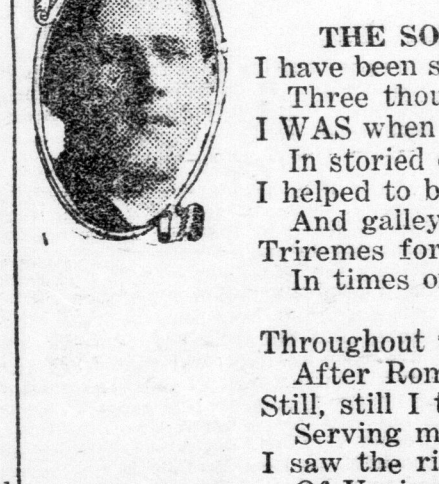 THE SO
I have been s
Three thou
I WAS when
In storied
I helped to b
And galley
Triremes for
In times o
Throughout
After Rom
Still, still I t
Serving m
I saw the ri